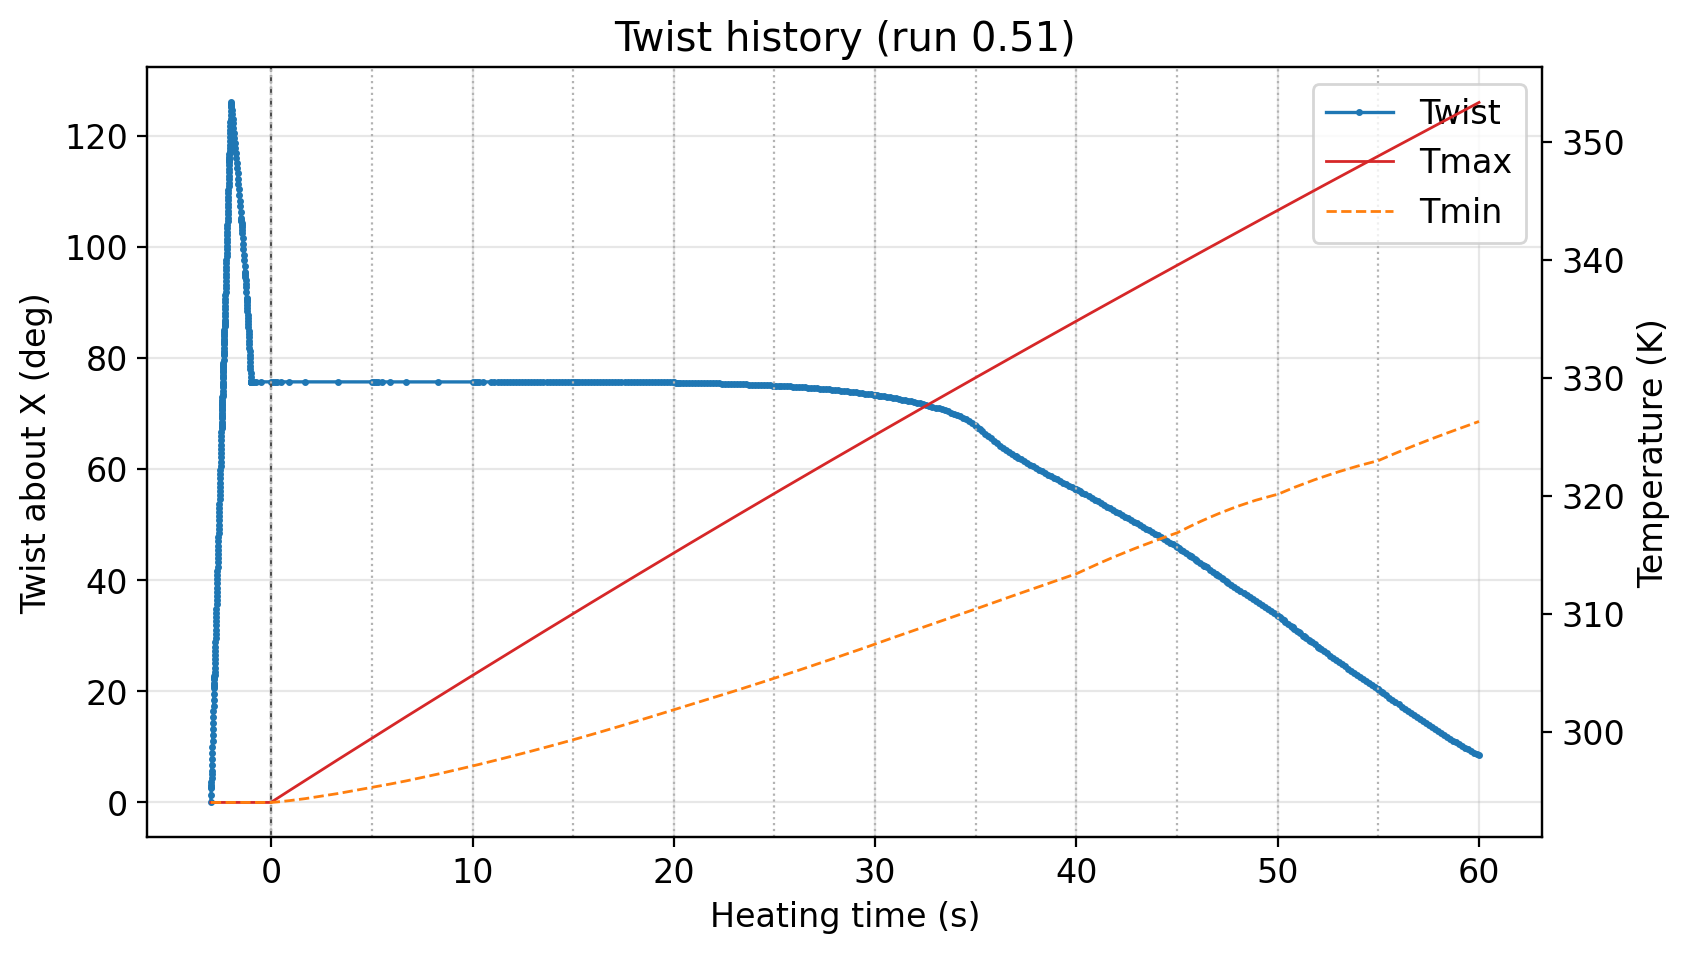 Twist history (run 0.51)
Twist about X (deg)
120
100
80
60
40
20
0
Twist
Tmax
Tmin
350
340
330
320
310
300
Temperature (K)
0 10 20 30 40 50 60
Heating time (s)